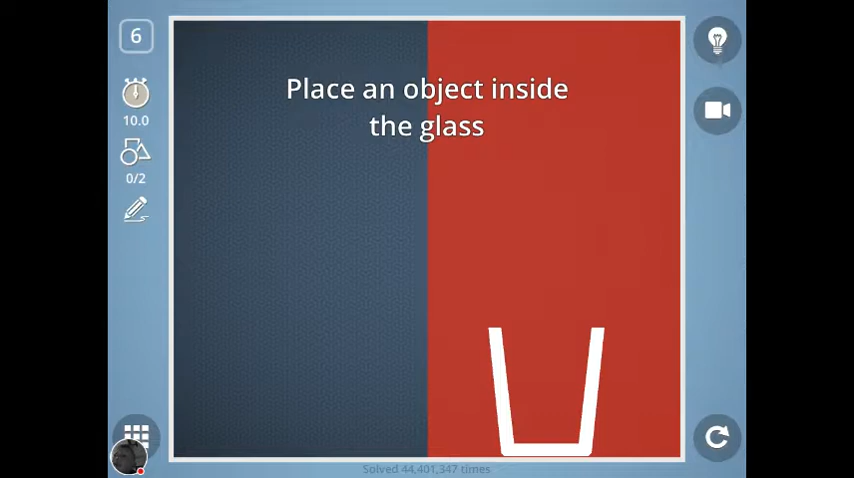 6
Place an object inside
the glass
10.0
0/2
Solved 44,401,347 times